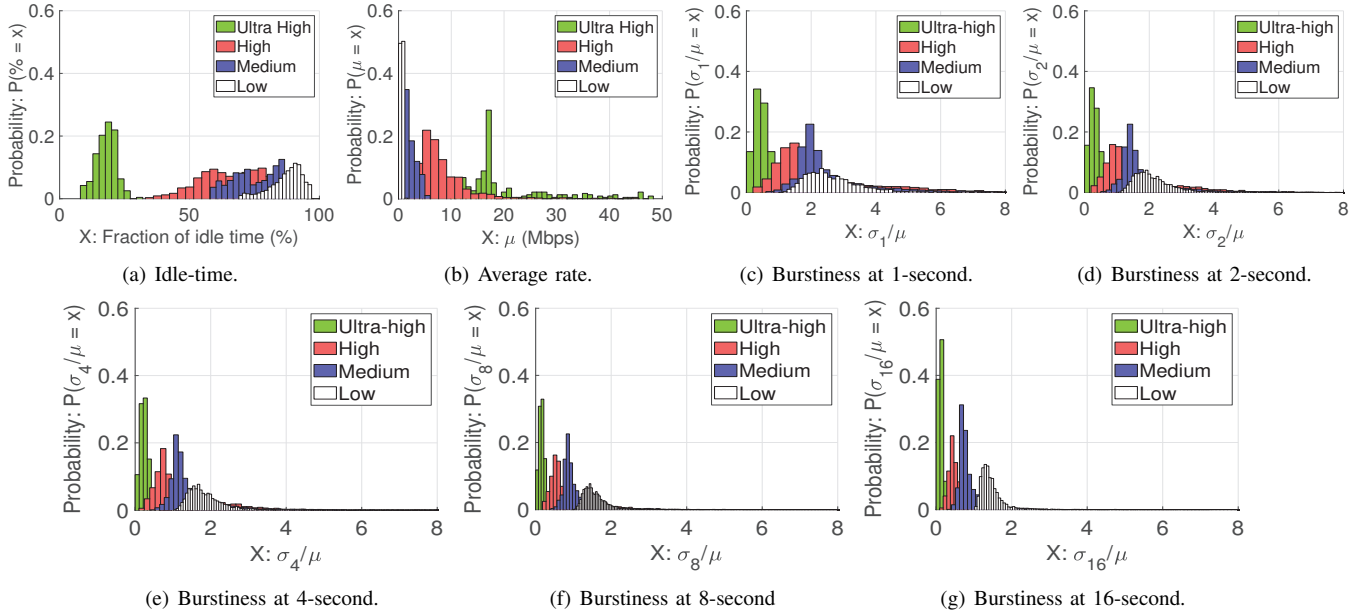 0.6
0.4
0.2
0
Probability: P(% = x)
Ultra High
High
Medium
Low
0 50 100
X: Fraction of idle time (%)
(a) Idle-time.
0.6
0.4
0.2
0
Probability: P(μ = x)
Ultra High
High
Medium
Low
0 10 20 30 40 50
X: μ (Mbps)
(b) Average rate.
0.6
0.4
0.2
0.0
Probability: P(σ1/μ = x)
Ultra-high
High
Medium
Low
0 2 4 6 8
X: σ1/μ
(c) Burstiness at 1-second.
0.6
0.4
0.2
0
Probability: P(σ2/μ = x)
Ultra-high
High
Medium
Low
0 2 4 6 8
X: σ2/μ
(d) Burstiness at 2-second.
0.6
0.4
0.2
0
Probability: P(σ4/μ = x)
Ultra-high
High
Medium
Low
0 2 4 6 8
X: σ4/μ
(e) Burstiness at 4-second.
0.6
0.4
0.2
0
Probability: P(σ8/μ = x)
Ultra-high
High
Medium
Low
0 2 4 6 8
X: σ8/μ
(f) Burstiness at 8-second
0.6
0.4
0.2
0
Probability: P(σ16/μ = x)
Ultra-high
High
Medium
Low
0 2 4 6 8
X: σ16/μ
(g) Burstiness at 16-second.